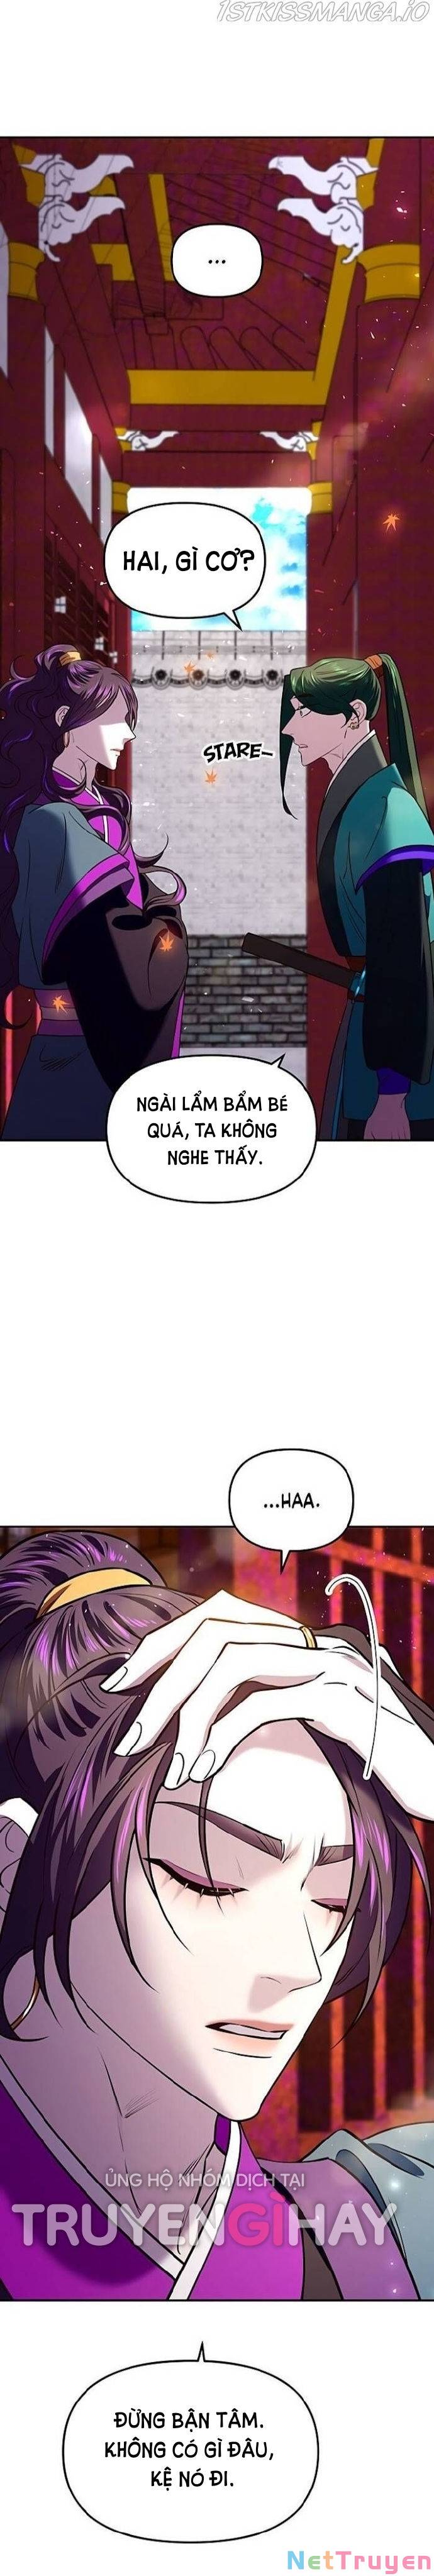 1STKISSMANGA.IO
...
HAI, GÌ CƠ?
STARE-
NGÀI LẨM BẨM BÉ
QUÁ, TA KHÔNG
NGHE THẤY.
...HAA.
ỦNG HỘ NHÓM DỊCH TẠI
TRUYENGIHAY
ĐỪNG BẬN TÂM.
KHÔNG CÓ GÌ ĐÂU,
KỆ NÓ ĐI.
NetTruyen